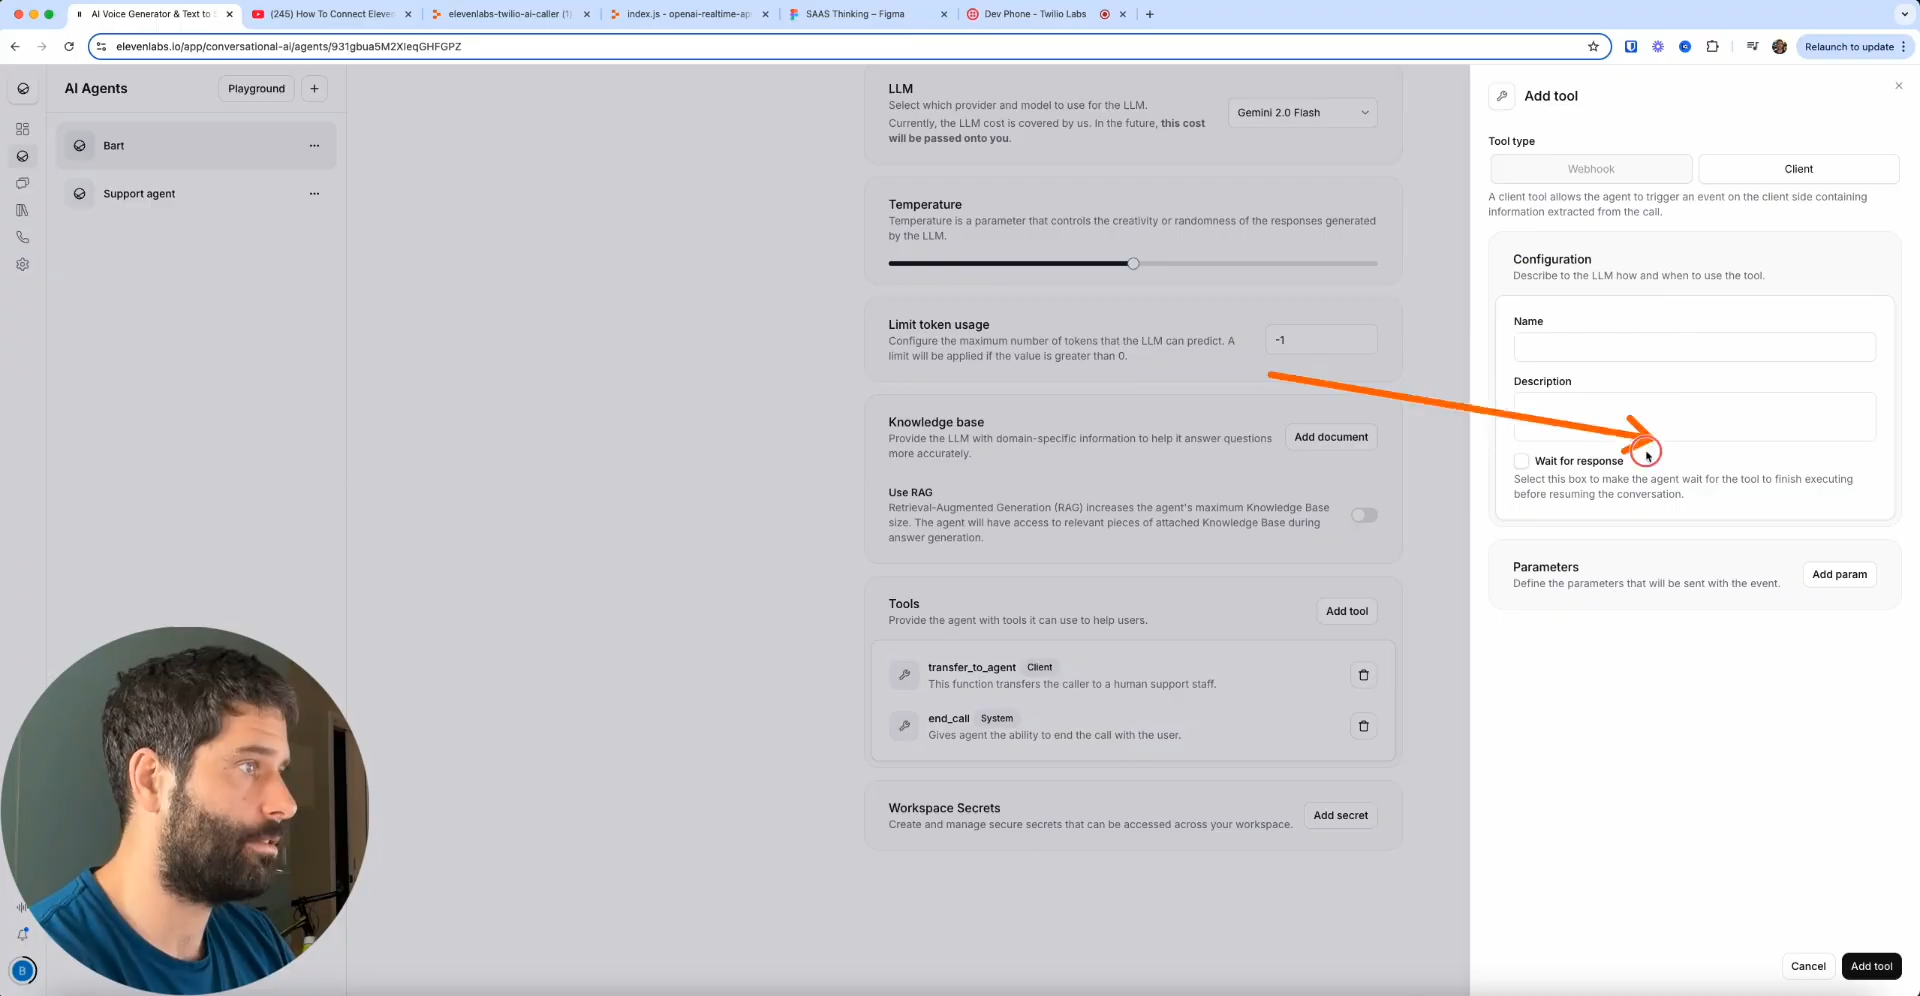 AI Voice Generator & Text to S
(245) How To Connect Eleve
elevenlabs-twilio-ai-caller (1)
index.js - openai-realtime-ap
SAAS Thinking – Figma
Dev Phone - Twilio Labs
elevenlabs.io/app/conversational-ai/agents/931gbua5M2XIeqGHFGPZ
Relaunch to update
AI Agents
Playground
Bart
Support agent
LLM
Select which provider and model to use for the LLM.
Currently, the LLM cost is covered by us. In the future, this cost
will be passed onto you.
Gemini 2.0 Flash
Temperature
Temperature is a parameter that controls the creativity or randomness of the responses generated
by the LLM.
Limit token usage
Configure the maximum number of tokens that the LLM can predict. A
limit will be applied if the value is greater than 0.
-1
Knowledge base
Provide the LLM with domain-specific information to help it answer questions
more accurately.
Add document
Use RAG
Retrieval-Augmented Generation (RAG) increases the agent's maximum Knowledge Base
size. The agent will have access to relevant pieces of attached Knowledge Base during
answer generation.
Tools
Provide the agent with tools it can use to help users.
Add tool
transfer_to_agent Client
This function transfers the caller to a human support staff.
end_call System
Gives agent the ability to end the call with the user.
Workspace Secrets
Create and manage secure secrets that can be accessed across your workspace.
Add secret
Add tool
Tool type
Webhook
Client
A client tool allows the agent to trigger an event on the client side containing
information extracted from the call.
Configuration
Describe to the LLM how and when to use the tool.
Name
Description
Wait for response
Select this box to make the agent wait for the tool to finish executing
before resuming the conversation.
Parameters
Define the parameters that will be sent with the event.
Add param
Cancel
Add tool
B